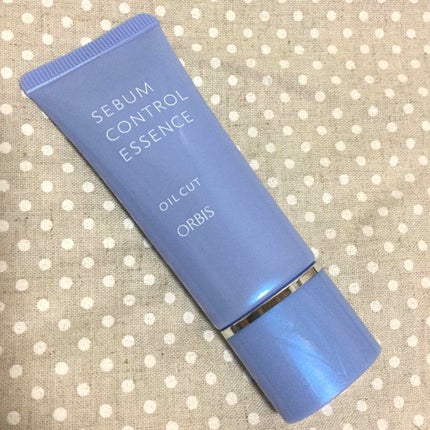 SEBUM
CONTROL
ESSENCE
OIL CUT
ORBIS